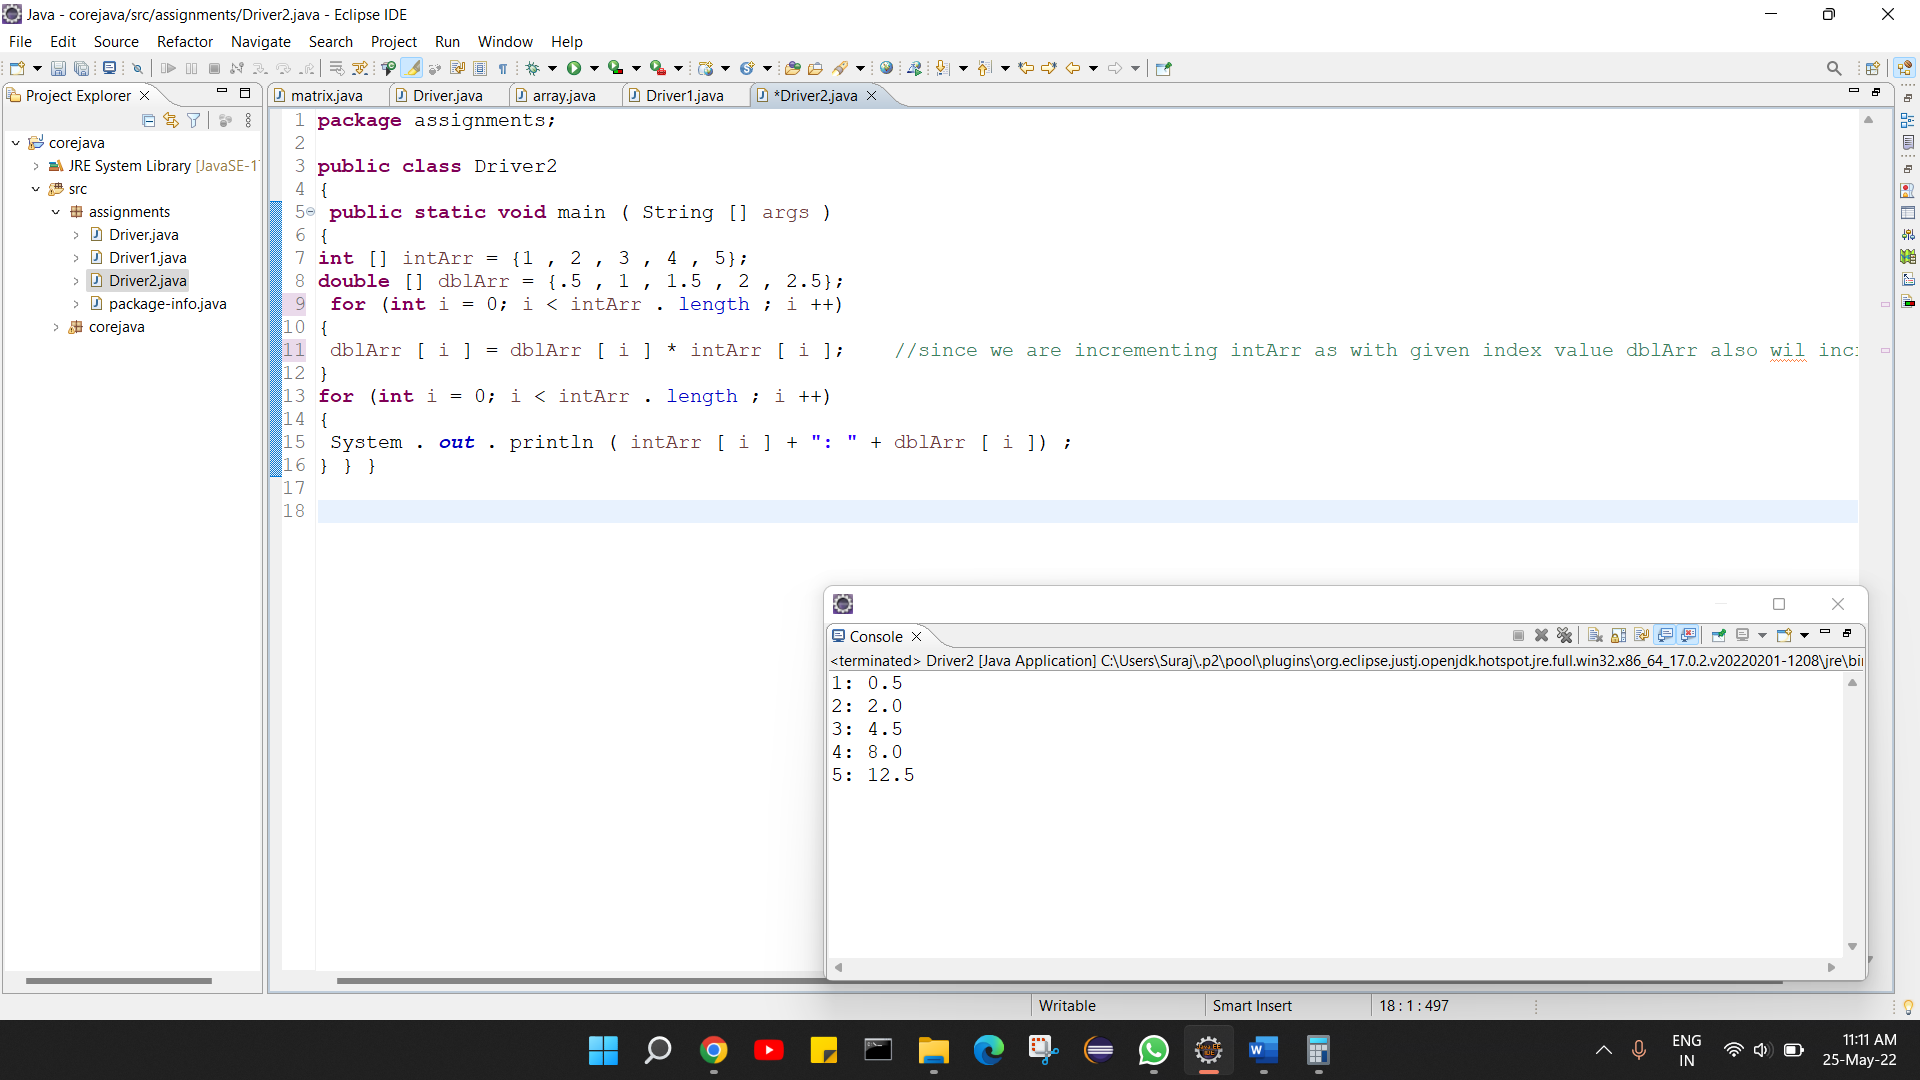 Java - corejava/src/assignments/Driver2.java - Eclipse IDE
File Edit Source Refactor Navigate Search Project Run Window Help
Project Explorer
matrix.java Driver.java array.java Driver1.java *Driver2.java
corejava
JRE System Library [JavaSE-1
src
assignments
Driver.java
Driver1.java
Driver2.java
package-info.java
corejava
1 package assignments;
2
3 public class Driver2
4 {
5 public static void main ( String [] args )
6 {
7 int [] intArr = {1 , 2 , 3 , 4 , 5};
8 double [] dblArr = {.5 , 1 , 1.5 , 2 , 2.5};
9 for (int i = 0; i < intArr . length ; i ++)
10 {
11 dblArr [ i ] = dblArr [ i ] * intArr [ i ]; //since we are incrementing intArr as with given index value dblArr also wil inc
12 }
13 for (int i = 0; i < intArr . length ; i ++)
14 {
15 System . out . println ( intArr [ i ] + ": " + dblArr [ i ]) ;
16 } } }
17
18
Console
<terminated> Driver2 [Java Application] C:\Users\Suraj\.p2\pool\plugins\org.eclipse.justj.openjdk.hotspot.jre.full.win32.x86_64_17.0.2.v20220201-1208\jre\bi
1: 0.5
2: 2.0
3: 4.5
4: 8.0
5: 12.5
Writable Smart Insert 18 : 1 : 497
ENG
IN
11:11 AM
25-May-22